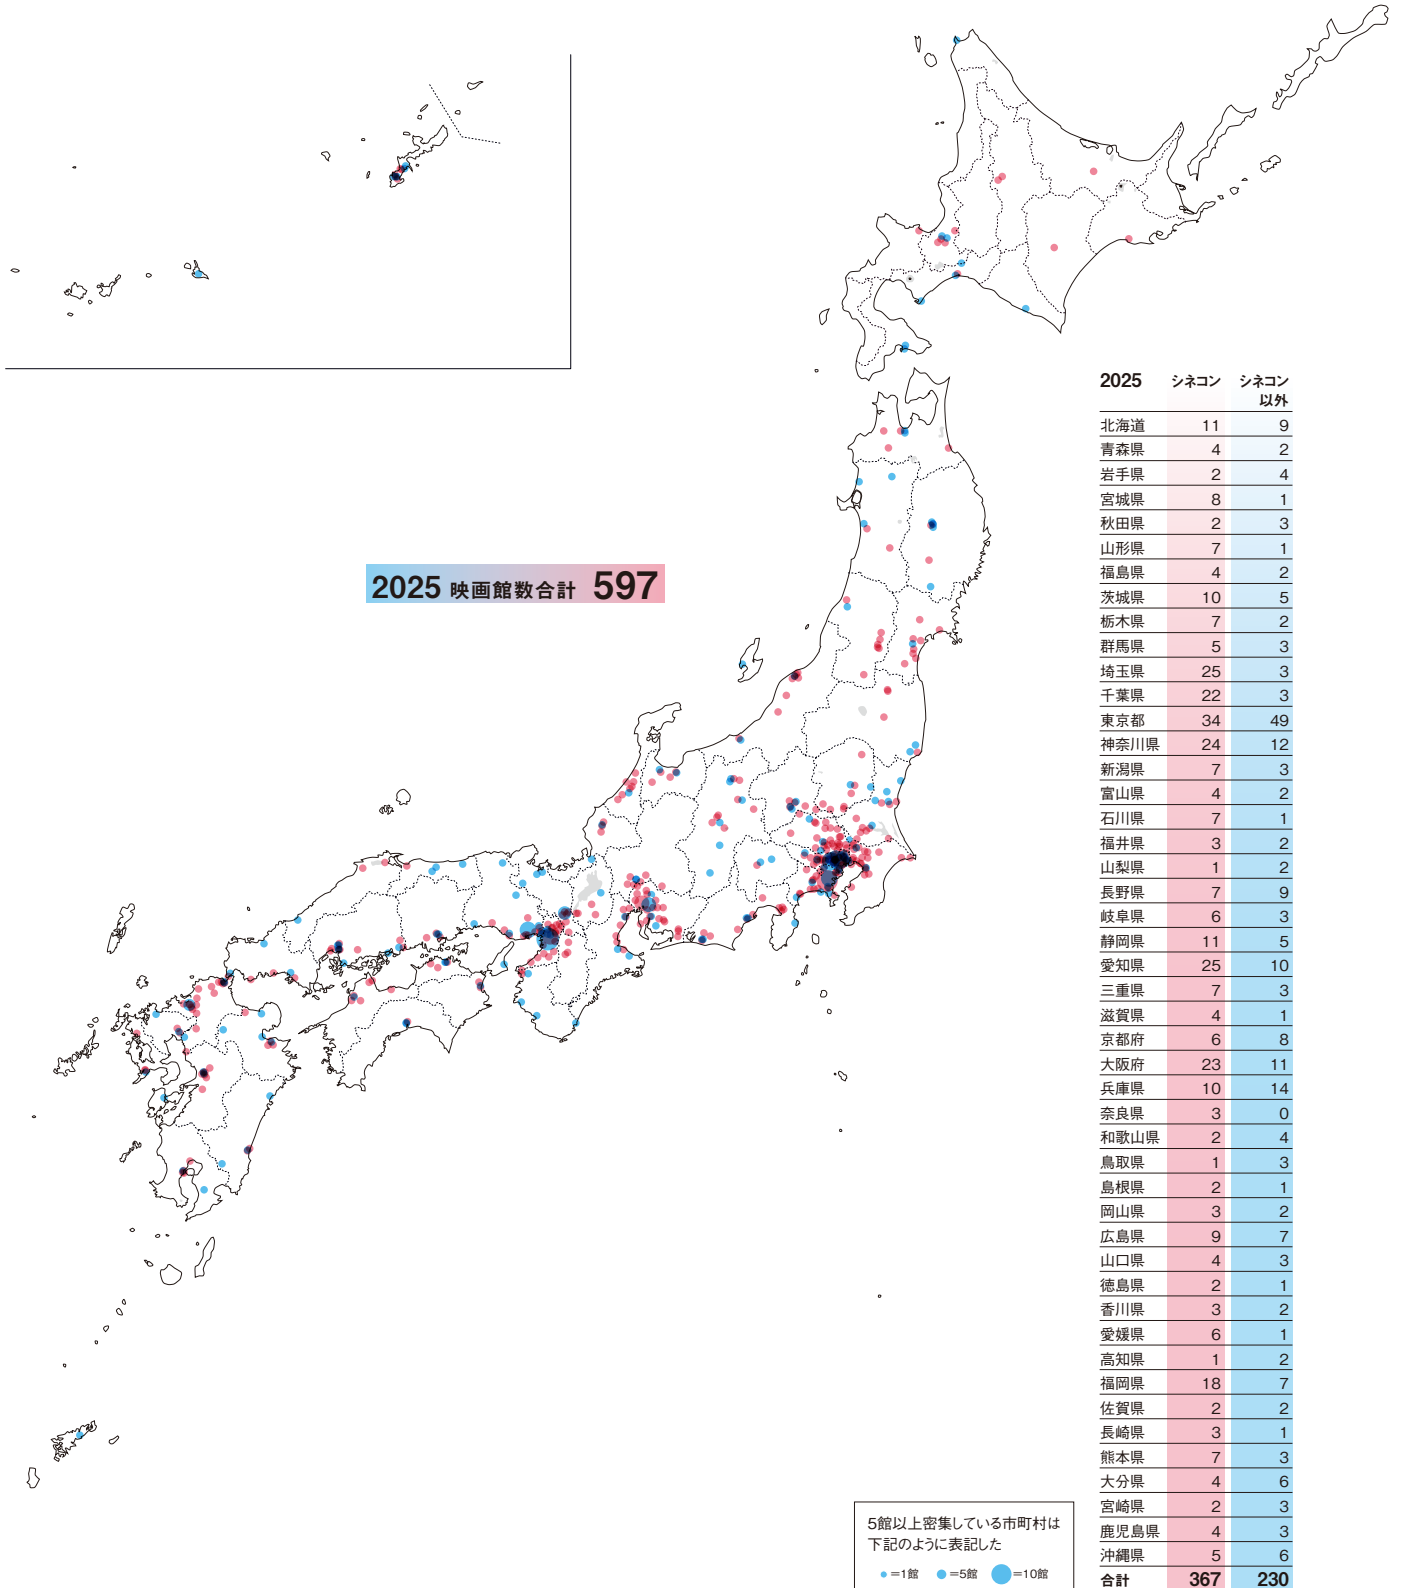 2025 映画館数合計 597
2025 シネコン シネコン
以外
北海道 11 9
青森県 4 2
岩手県 2 4
宮城県 8 1
秋田県 2 3
山形県 7 1
福島県 4 2
茨城県 10 5
栃木県 7 2
群馬県 5 3
埼玉県 25 3
千葉県 22 3
東京都 34 49
神奈川県 24 12
新潟県 7 3
富山県 4 2
石川県 7 1
福井県 3 2
山梨県 1 2
長野県 7 9
岐阜県 6 3
静岡県 11 5
愛知県 25 10
三重県 7 3
滋賀県 4 1
京都府 6 8
大阪府 23 11
兵庫県 10 14
奈良県 3 0
和歌山県 2 4
鳥取県 1 3
島根県 2 1
岡山県 3 2
広島県 9 7
山口県 4 3
徳島県 2 1
香川県 3 2
愛媛県 6 1
高知県 1 2
福岡県 18 7
佐賀県 2 2
長崎県 3 1
熊本県 7 3
大分県 4 6
宮崎県 2 3
鹿児島県 4 3
沖縄県 5 6
合計 367 230
5館以上密集している市町村は
下記のように表記した
=1館 =5館 =10館